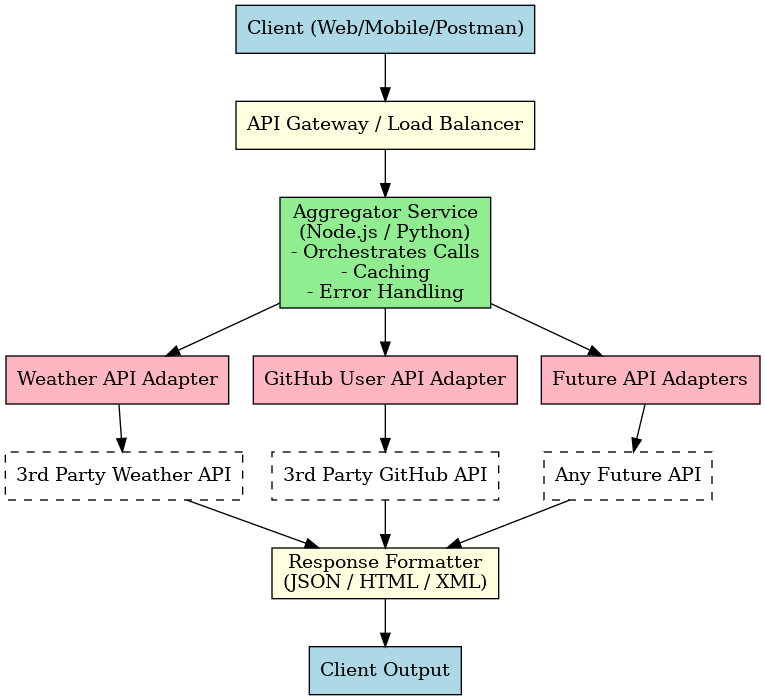 Client (Web/Mobile/Postman)
API Gateway / Load Balancer
Aggregator Service
(Node.js / Python)
- Orchestrates Calls
- Caching
- Error Handling
Weather API Adapter
GitHub User API Adapter
Future API Adapters
3rd Party Weather API
3rd Party GitHub API
Any Future API
Response Formatter
(JSON / HTML / XML)
Client Output